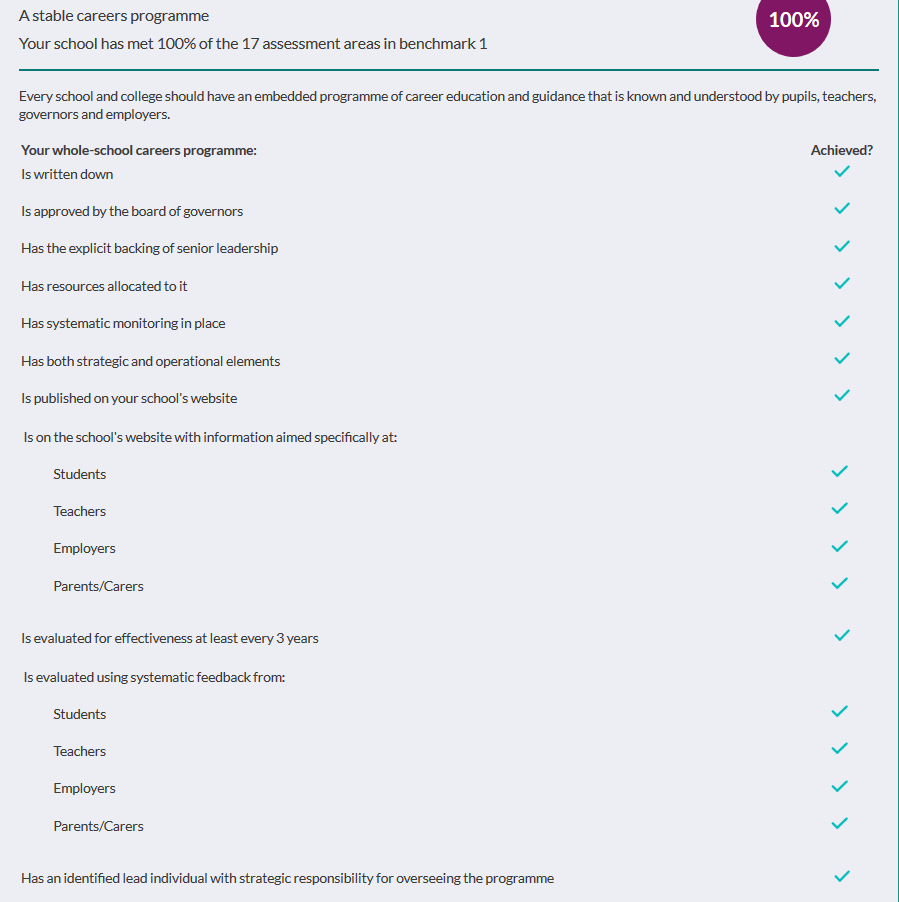 A stable careers programme
100%
Your school has met 100% of the 17 assessment areas in benchmark 1
Every school and college should have an embedded programme of career education and guidance that is known and understood by pupils, teachers,
governors and employers.
Your whole-school careers programme: Achieved?
Is written down
Is approved by the board of governors
Has the explicit backing of senior leadership
Has resources allocated to it
Has systematic monitoring in place
Has both strategic and operational elements
Is published on your school's website
Is on the school's website with information aimed specifically at:
Students
Teachers
Employers
Parents/Carers
Is evaluated for effectiveness at least every 3 years
Is evaluated using systematic feedback from:
Students
Teachers
Employers
Parents/Carers
Has an identified lead individual with strategic responsibility for overseeing the programme